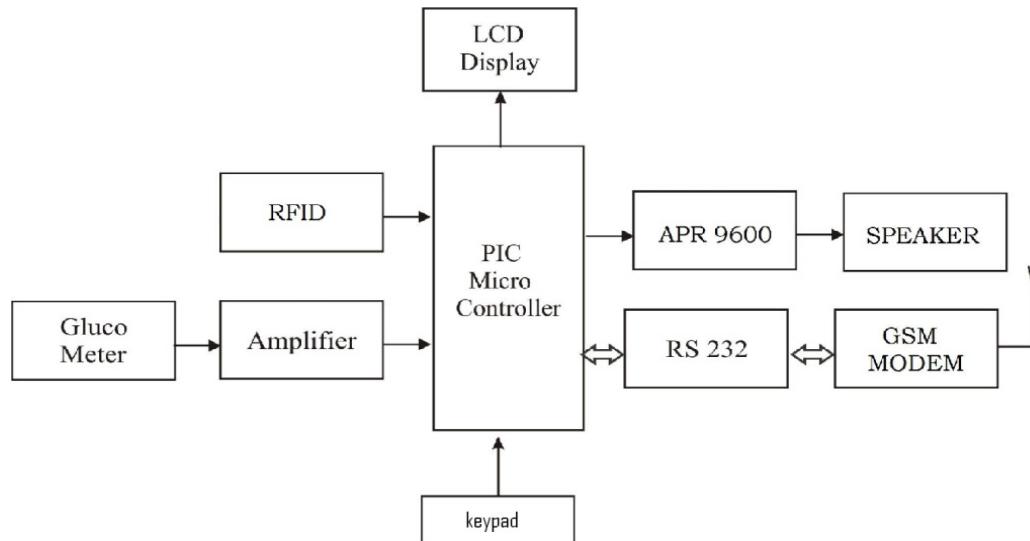 LCD
Display
RFID
PIC
Micro
Controller
APR 9600
SPEAKER
Gluco
Meter
Amplifier
RS 232
GSM
MODEM
keypad